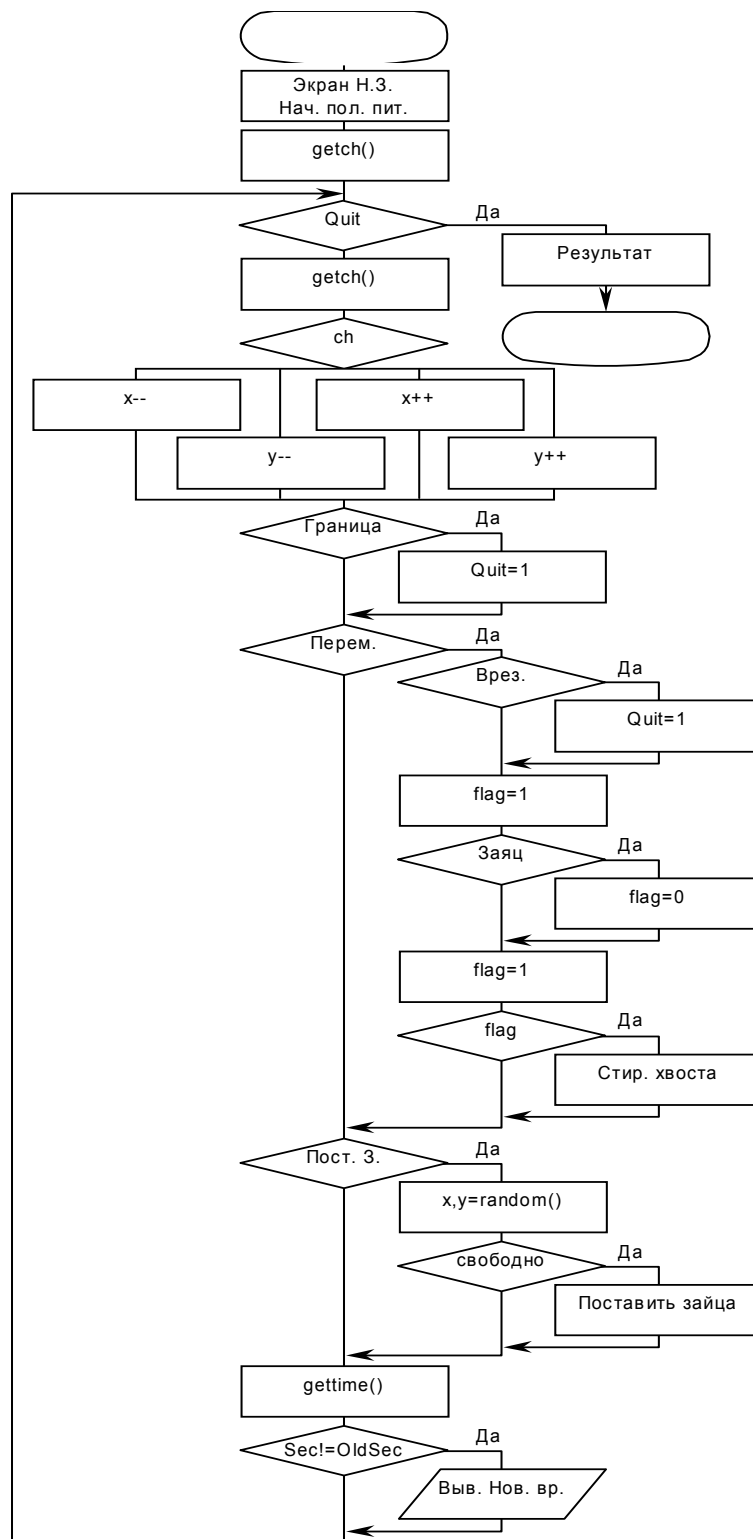 Экран Н.З.
Нач. пол. пит.
getch()
Quit
Да
Результат
getch()
ch
x--
x++
y--
y++
Граница
Да
Quit=1
Перем.
Да
Врез.
Да
Quit=1
flag=1
Заяц
Да
flag=0
flag=1
flag
Да
Стир. хвоста
Пост. З.
Да
x,y=random()
свободно
Да
Поставить зайца
gettime()
Sec!=OldSec
Да
Выв. Нов. вр.